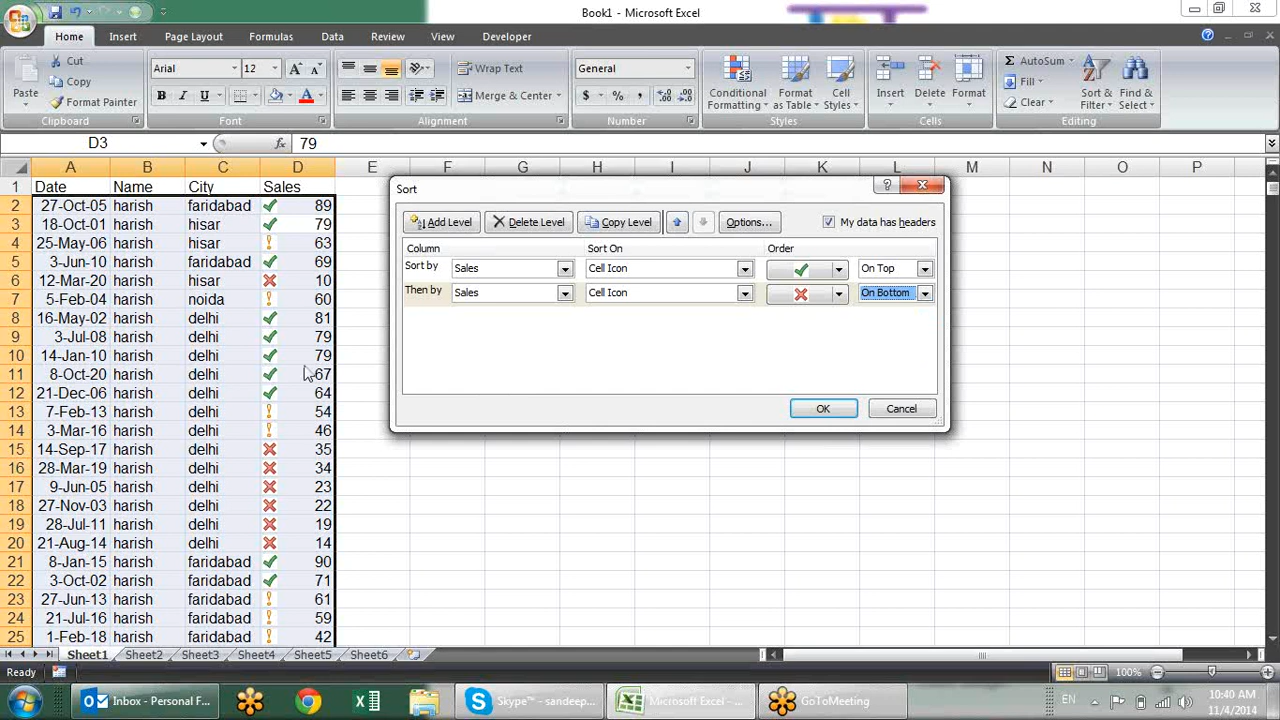 Book1 - Microsoft Excel
Home Insert Page Layout Formulas Data Review View Developer
Paste Cut Copy Format Painter Clipboard
Arial 12 B I U Font
Wrap Text Merge & Center Alignment
General $ % , Number
Conditional Formatting Format as Table Cell Styles Styles
Insert Delete Format Cells
AutoSum Fill Clear Sort & Filter Find & Select Editing
D3 fx 79
A B C D E F G H I J K L M N O P
1 Date Name City Sales
2 27-Oct-05 harish faridabad 89
3 18-Oct-01 harish hisar 79
4 25-May-06 harish hisar 63
5 3-Jun-10 harish faridabad 69
6 12-Mar-20 harish hisar 10
7 5-Feb-04 harish noida 60
8 16-May-02 harish delhi 81
9 3-Jul-08 harish delhi 79
10 14-Jan-10 harish delhi 79
11 8-Oct-20 harish delhi 67
12 21-Dec-06 harish delhi 64
13 7-Feb-13 harish delhi 54
14 3-Mar-16 harish delhi 46
15 14-Sep-17 harish delhi 35
16 28-Mar-19 harish delhi 34
17 9-Jun-05 harish delhi 23
18 27-Nov-03 harish delhi 22
19 28-Jul-11 harish delhi 19
20 21-Aug-14 harish delhi 14
21 8-Jan-15 harish faridabad 90
22 3-Oct-02 harish faridabad 71
23 27-Jun-13 harish faridabad 61
24 21-Jul-16 harish faridabad 59
25 1-Feb-18 harish faridabad 42
Sort
Add Level Delete Level Copy Level Options... My data has headers
Column Sort On Order
Sort by Sales Cell Icon On Top
Then by Sales Cell Icon On Bottom
OK Cancel
Sheet1 Sheet2 Sheet3 Sheet4 Sheet5 Sheet6
Ready 100%
Inbox - Personal F... Skype™ - sandeep... Microsoft Excel - ... GoToMeeting EN 10:40 AM
11/4/2014